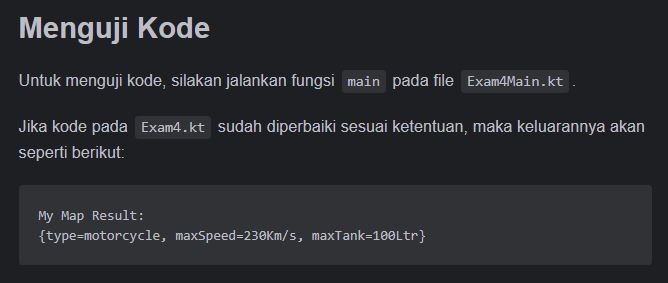 Menguji Kode
Untuk menguji kode, silakan jalankan fungsi main pada file Exam4Main.kt.
Jika kode pada Exam4.kt sudah diperbaiki sesuai ketentuan, maka keluarannya akan
seperti berikut:
My Map Result:
{type=motorcycle, maxSpeed=230Km/s, maxTank=100Ltr}